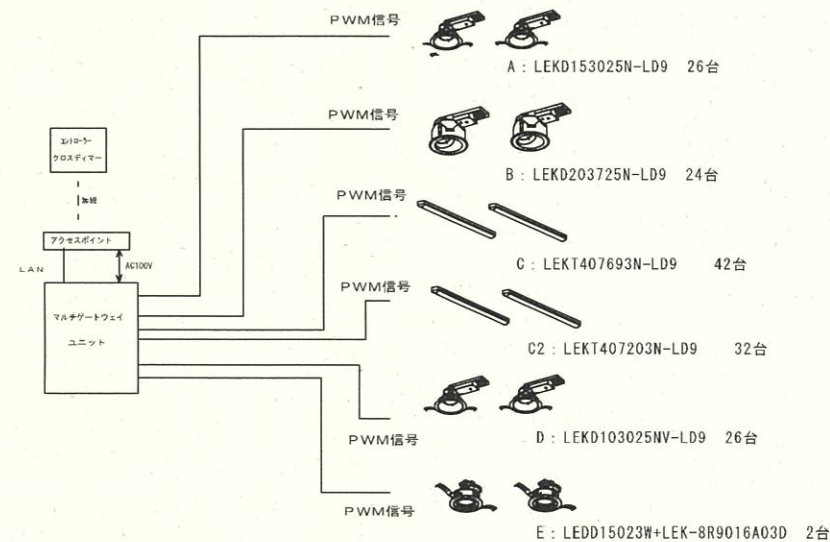 PWM信号
A：LEKD153025N-LD9 26台
PWM信号
コントローラー
クロスディマー
B：LEKD203725N-LD9 24台
無線
PWM信号
アクセスポイント
LAN
AC100V
C：LEKT407693N-LD9 42台
PWM信号
マルチゲートウェイ
ユニット
C2：LEKT407203N-LD9 32台
PWM信号
D：LEKD103025NV-LD9 26台
PWM信号
E：LEDD15023W+LEK-8R9016A03D 2台